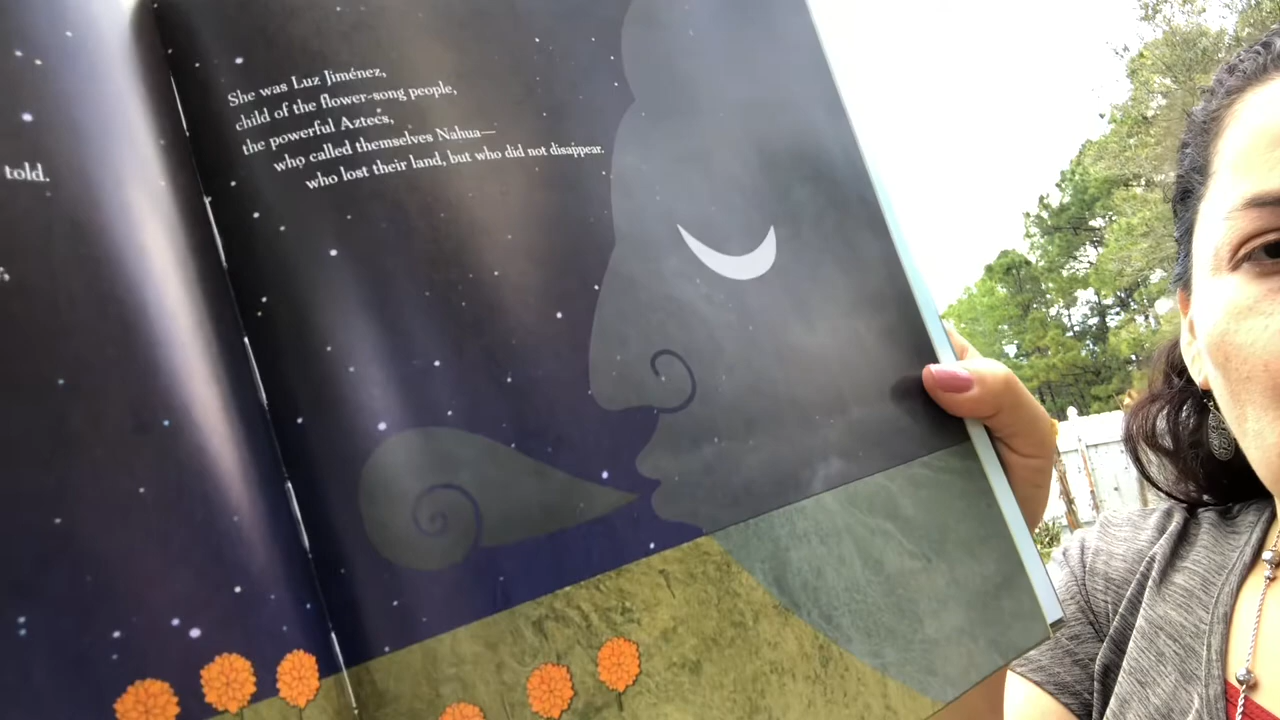 told.
She was Luz Jiménez,
child of the flower-song people,
the powerful Aztecs,
who called themselves Nahua—
who lost their land, but who did not disappear.